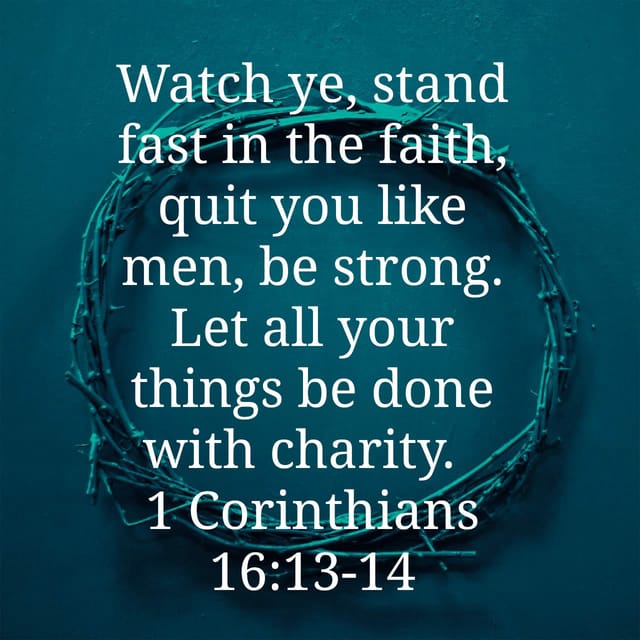 Watch ye, stand
fast in the faith,
quit you like
men, be strong.
Let all your
things be done
with charity.
1 Corinthians
16:13-14